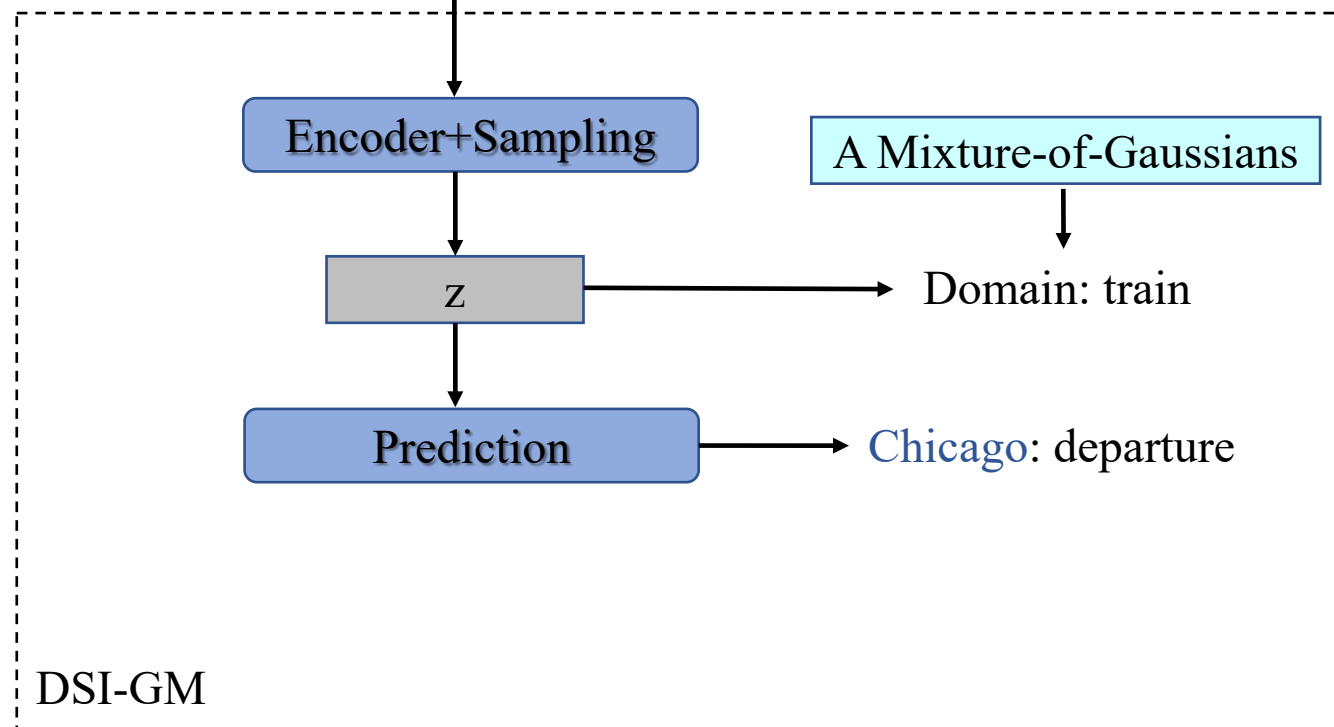 Encoder+Sampling
A Mixture-of-Gaussians
z
Domain: train
Prediction
Chicago: departure
DSI-GM